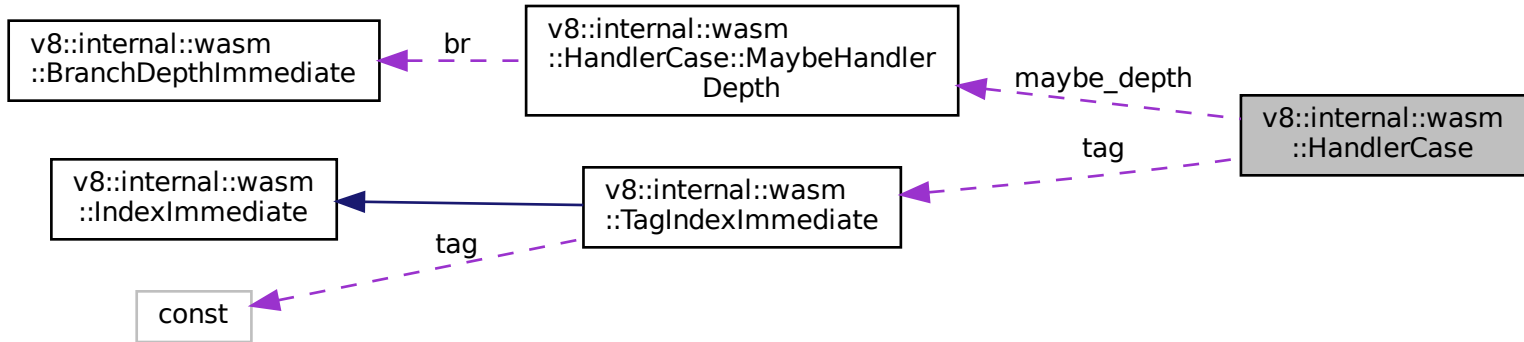 v8::internal::wasm
::BranchDepthImmediate
br
v8::internal::wasm
::HandlerCase::MaybeHandler
Depth
maybe_depth
v8::internal::wasm
::HandlerCase
v8::internal::wasm
::IndexImmediate
v8::internal::wasm
::TagIndexImmediate
tag
tag
const